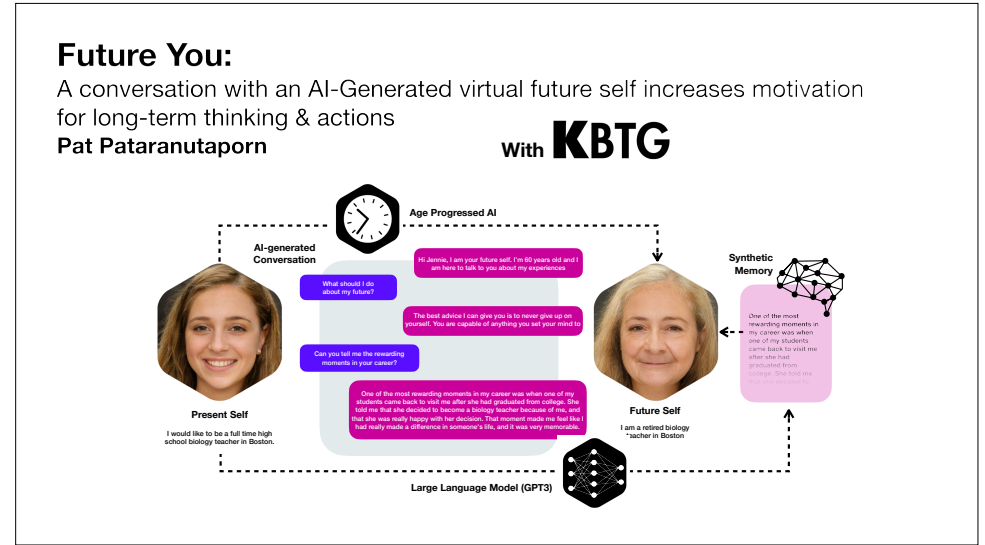 Future You:
A conversation with an AI-Generated virtual future self increases motivation
for long-term thinking & actions
Pat Pataranutaporn
With KBTG
Age Progressed AI
AI-generated
Conversation
Hi Jennie, I am your future self. I'm 60 years old and I
am here to talk to you about my experiences
What should I do
about my future?
The best advice I can give you is to never give up on
yourself. You are capable of anything you set your mind to
Can you tell me the rewarding
moments in your career?
One of the most rewarding moments in my career was when one of my
students came back to visit me after she had graduated from college. She
told me that she decided to become a biology teacher because of me, and
that she was really happy with her decision. That moment made me feel like I
had really made a difference in someone's life, and it was very memorable.
Present Self
I would like to be a full time high
school biology teacher in Boston.
Future Self
I am a retired biology
teacher in Boston
Synthetic
Memory
One of the most
rewarding moments in
my career was when
one of my students
came back to visit me
after she had
graduated from
college. She told me
that she decided to
Large Language Model (GPT3)